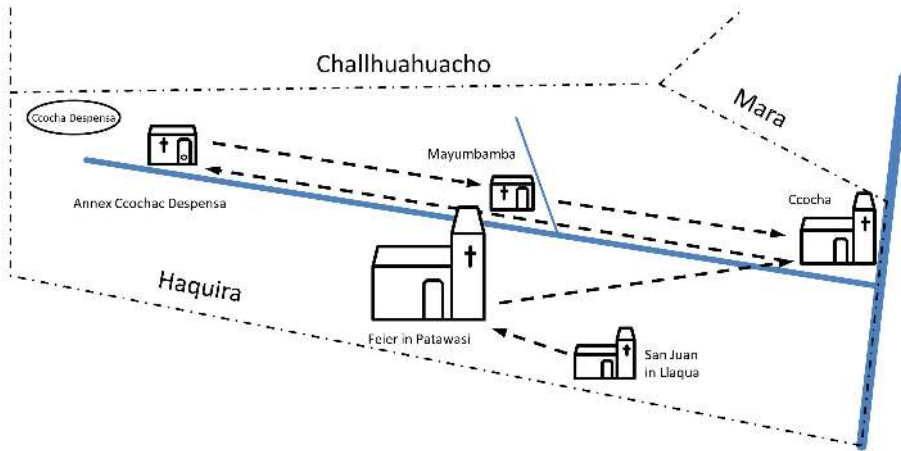 Challhuahuacho
Mara
Ccocha Despensa
Mayumbamba
Ccocha
Annex Ccochac Despensa
Haquira
Feier in Patawasi
San Juan
in Llaqua